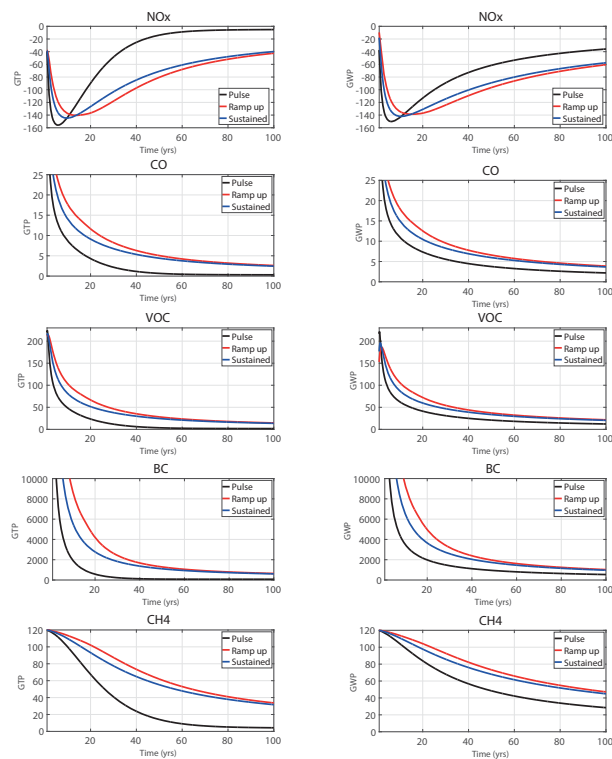 NOx
0
-20
-40
-60
-80
-100
-120
-140
-160
GTP
Pulse
Ramp up
Sustained
20 40 60 80 100
Time (yrs)
NOx
0
-20
-40
-60
-80
-100
-120
-140
-160
GWP
Pulse
Ramp up
Sustained
20 40 60 80 100
Time (yrs)
CO
25
20
15
10
5
0
GTP
Pulse
Ramp up
Sustained
20 40 60 80 100
Time (yrs)
CO
25
20
15
10
5
0
GWP
Pulse
Ramp up
Sustained
20 40 60 80 100
Time (yrs)
VOC
200
150
100
50
0
GTP
Pulse
Ramp up
Sustained
20 40 60 80 100
Time (yrs)
VOC
200
150
100
50
0
GWP
Pulse
Ramp up
Sustained
20 40 60 80 100
Time (yrs)
BC
10000
8000
6000
4000
2000
0
GTP
Pulse
Ramp up
Sustained
20 40 60 80 100
Time (yrs)
BC
10000
8000
6000
4000
2000
0
GWP
Pulse
Ramp up
Sustained
20 40 60 80 100
Time (yrs)
CH4
120
100
80
60
40
20
0
GTP
Pulse
Ramp up
Sustained
20 40 60 80 100
Time (yrs)
CH4
120
100
80
60
40
20
0
GWP
Pulse
Ramp up
Sustained
20 40 60 80 100
Time (yrs)